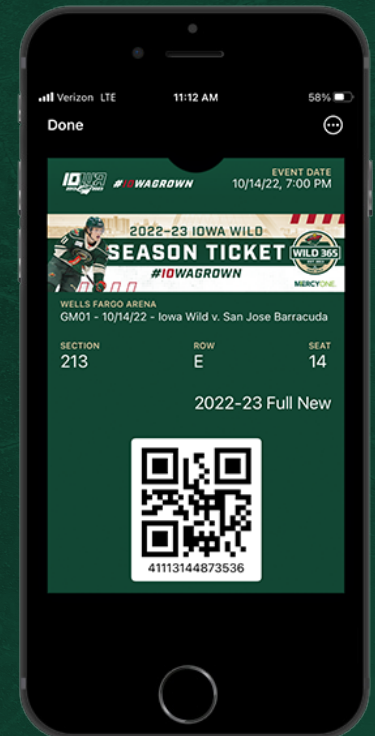 Verizon LTE 11:12 AM 58%
Done
IOWA #IOWAGROWN
EVENT DATE
10/14/22, 7:00 PM
2022-23 IOWA WILD
SEASON TICKET
WILD 365
#IOWAGROWN
MERCYONE
WELLS FARGO ARENA
GM01 - 10/14/22 - Iowa Wild v. San Jose Barracuda
SECTION ROW SEAT
213 E 14
2022-23 Full New
41113144873536